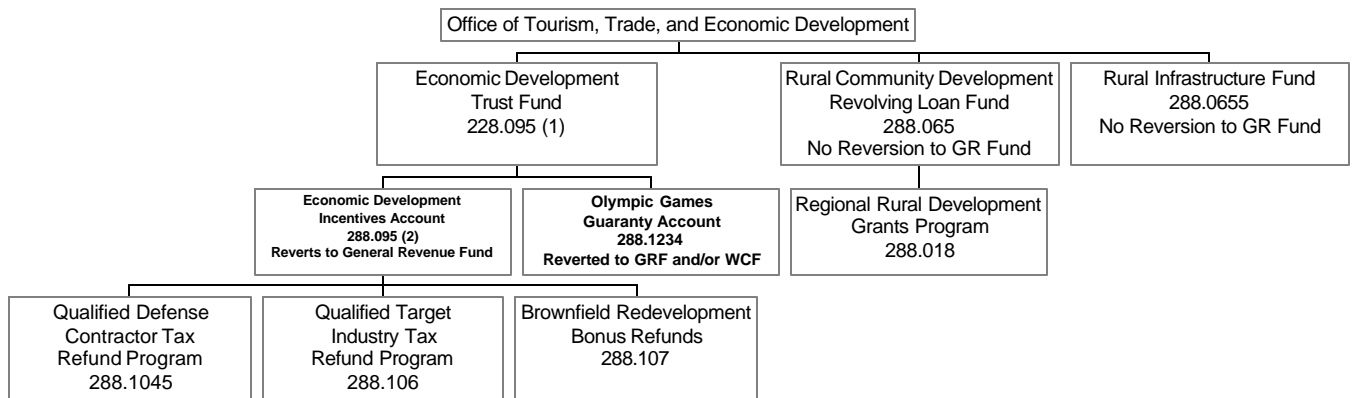 Office of Tourism, Trade, and Economic Development
Economic Development
Trust Fund
228.095 (1)
Rural Community Development
Revolving Loan Fund
288.065
No Reversion to GR Fund
Rural Infrastructure Fund
288.0655
No Reversion to GR Fund
Economic Development
Incentives Account
288.095 (2)
Reverts to General Revenue Fund
Olympic Games
Guaranty Account
288.1234
Reverted to GRF and/or WCF
Regional Rural Development
Grants Program
288.018
Qualified Defense
Contractor Tax
Refund Program
288.1045
Qualified Target
Industry Tax
Refund Program
288.106
Brownfield Redevelopment
Bonus Refunds
288.107